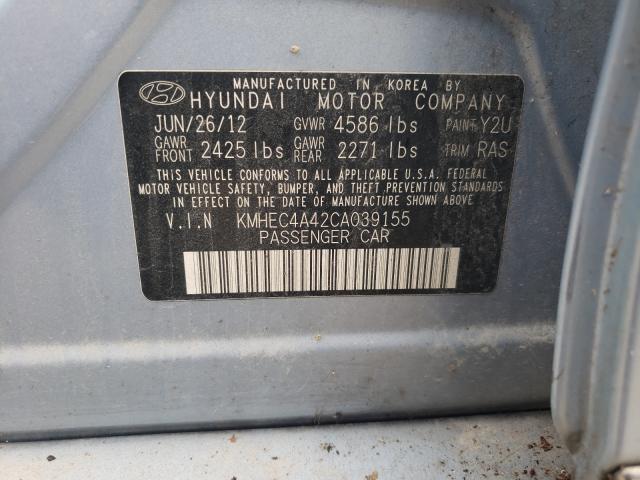 MANUFACTURED IN KOREA BY
HYUNDAI MOTOR COMPANY
JUN/26/12 GVWR 4586 lbs PAINT Y2U
GAWR FRONT 2425 lbs GAWR REAR 2271 lbs TRIM RAS
THIS VEHICLE CONFORMS TO ALL APPLICABLE U.S.A. FEDERAL
MOTOR VEHICLE SAFETY, BUMPER, AND THEFT PREVENTION STANDARDS
IN EFFECT ON THE DATE OF MANUFACTURE SHOWN ABOVE.
V.I.N KMHEC4A42CA039155
PASSENGER CAR